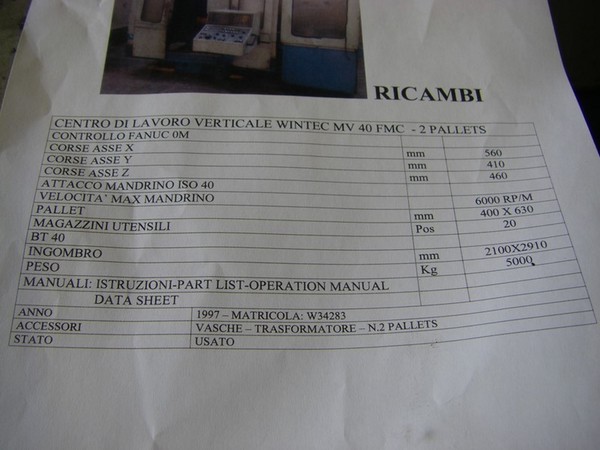 RICAMBI
CENTRO DI LAVORO VERTICALE WINTEC MV 40 FMC - 2 PALLETS
CONTROLLO FANUC 0M
CORSE ASSE X mm 560
CORSE ASSE Y mm 410
CORSE ASSE Z mm 460
ATTACCO MANDRINO ISO 40
VELOCITA' MAX MANDRINO 6000 RP/M
PALLET mm 400 X 630
MAGAZZINI UTENSILI Pos 20
BT 40
INGOMBRO mm 2100X2910
PESO Kg 5000
MANUALI: ISTRUZIONI-PART LIST-OPERATION MANUAL
DATA SHEET
ANNO 1997 – MATRICOLA: W34283
ACCESSORI VASCHE – TRASFORMATORE – N.2 PALLETS
STATO USATO